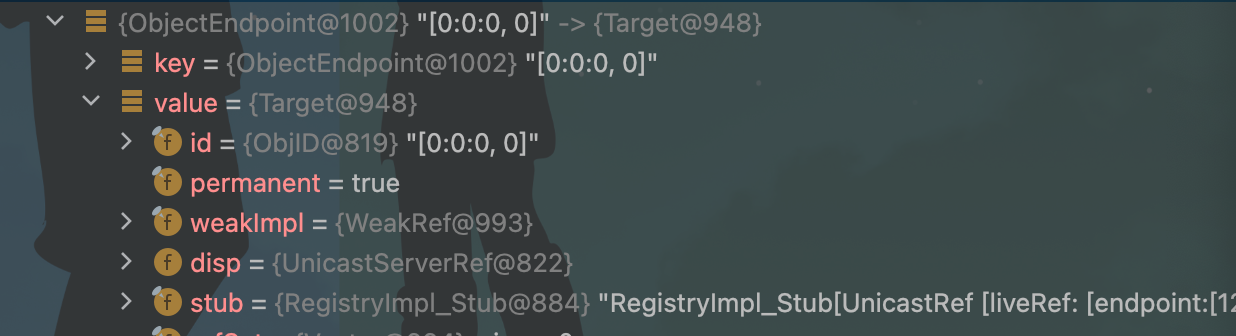 {ObjectEndpoint@1002} "[0:0:0, 0]" -> {Target@948}
key = {ObjectEndpoint@1002} "[0:0:0, 0]"
value = {Target@948}
f id = {ObjID@819} "[0:0:0, 0]"
f permanent = true
f weakImpl = {WeakRef@993}
f disp = {UnicastServerRef@822}
f stub = {RegistryImpl_Stub@884} "RegistryImpl_Stub[UnicastRef [liveRef: [endpoint:[12